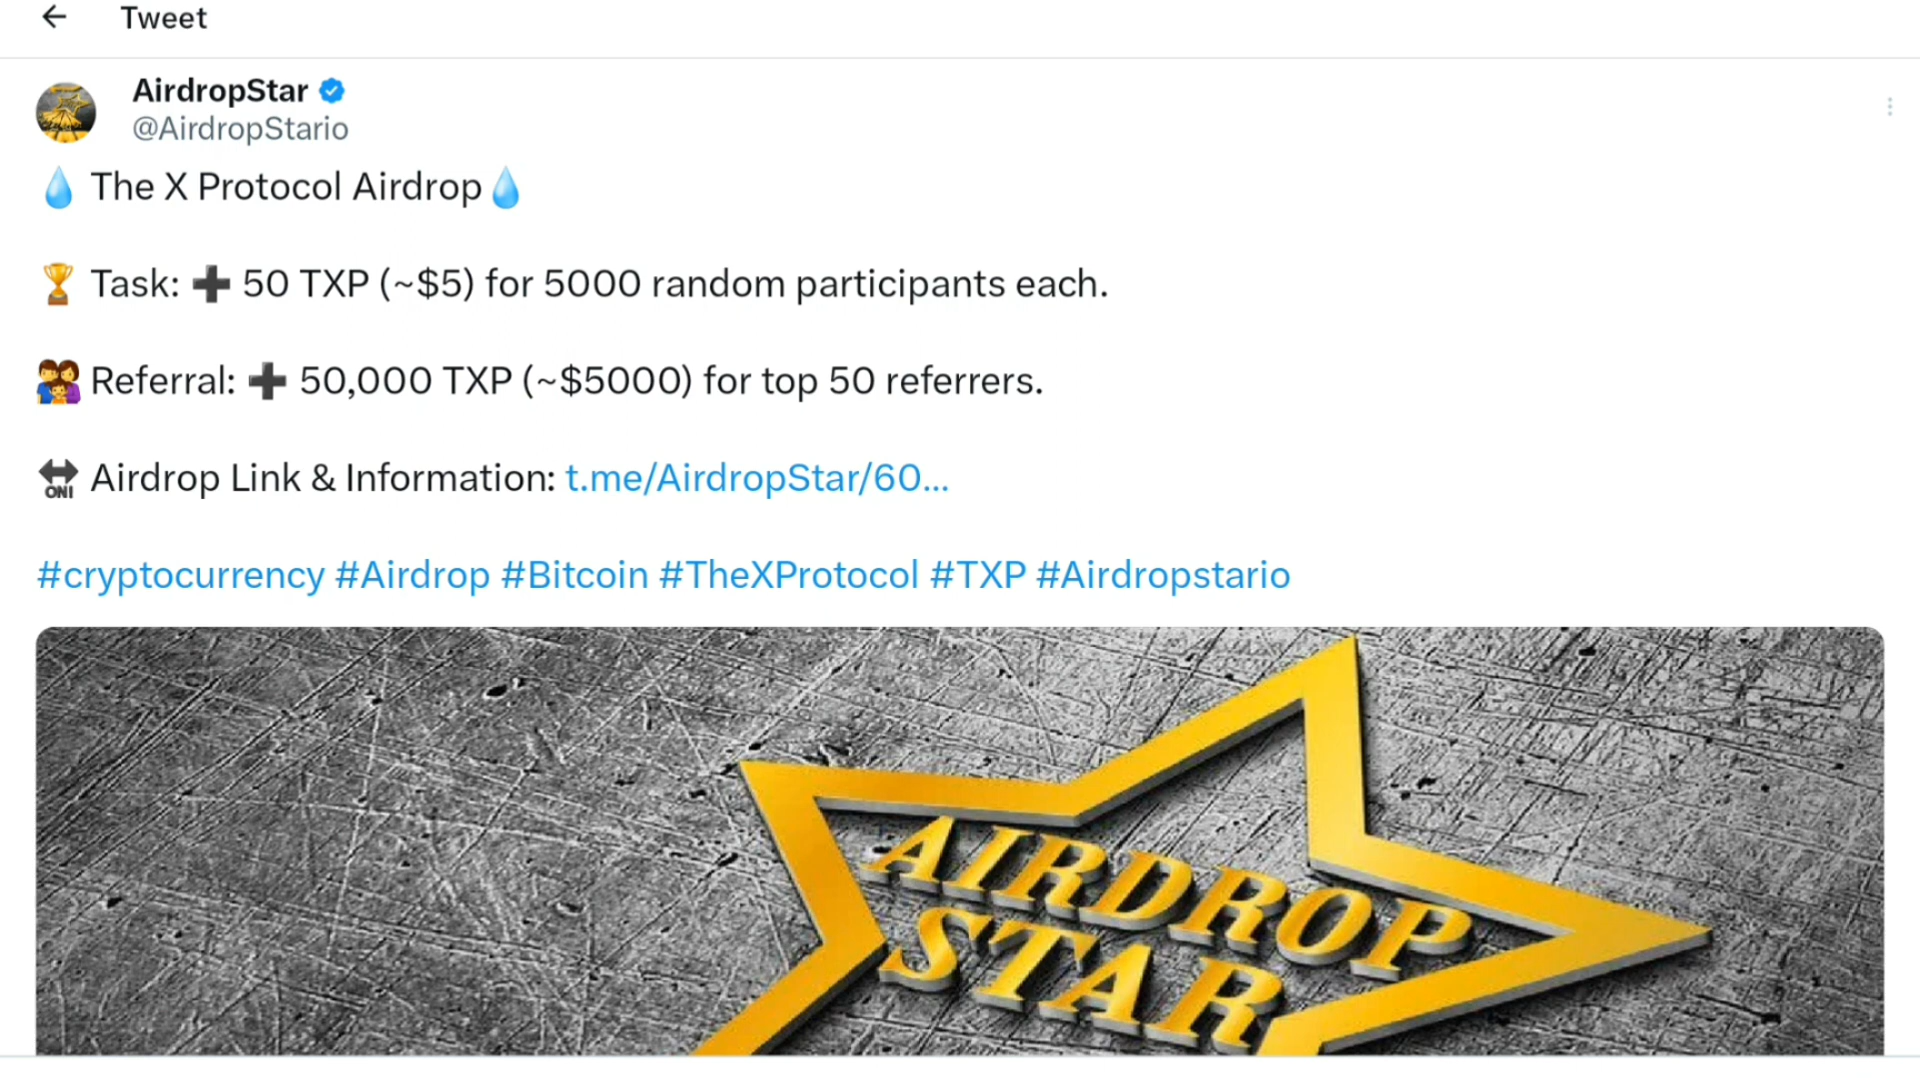 Tweet
AirdropStar
@AirdropStario
💧 The X Protocol Airdrop💧
🏆 Task: ➕ 50 TXP (~$5) for 5000 random participants each.
👨‍👩‍👧 Referral: ➕ 50,000 TXP (~$5000) for top 50 referrers.
🔛 Airdrop Link & Information: t.me/AirdropStar/60…
#cryptocurrency #Airdrop #Bitcoin #TheXProtocol #TXP #Airdropstario
AIRDROP
STAR